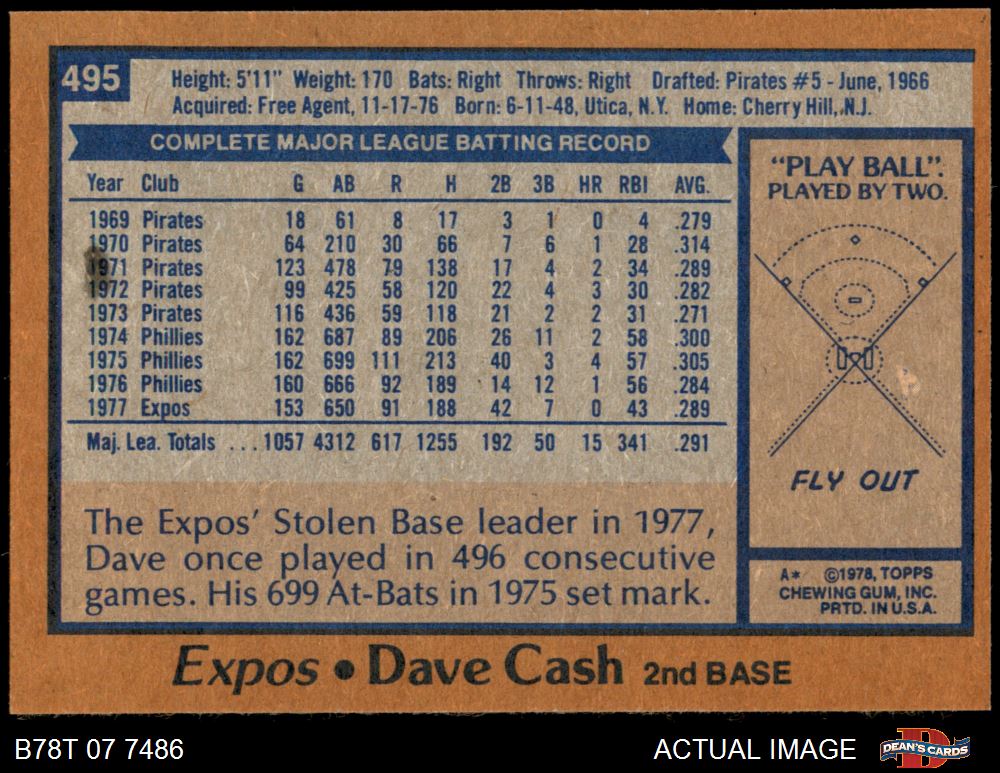 495
Height: 5'11" Weight: 170 Bats: Right Throws: Right Drafted: Pirates #5 - June, 1966
Acquired: Free Agent, 11-17-76 Born: 6-11-48, Utica, N.Y. Home: Cherry Hill, N.J.
COMPLETE MAJOR LEAGUE BATTING RECORD
Year Club G AB R H 2B 3B HR RBI AVG.
1969 Pirates 18 61 8 17 3 1 0 4 .279
1970 Pirates 64 210 30 66 7 6 1 28 .314
1971 Pirates 123 478 79 138 17 4 2 34 .289
1972 Pirates 99 425 58 120 22 4 3 30 .282
1973 Pirates 116 436 59 118 21 2 2 31 .271
1974 Phillies 162 687 89 206 26 11 2 58 .300
1975 Phillies 162 699 111 213 40 3 4 57 .305
1976 Phillies 160 666 92 189 14 12 1 56 .284
1977 Expos 153 650 91 188 42 7 0 43 .289
Maj. Lea. Totals ...1057 4312 617 1255 192 50 15 341 .291
The Expos' Stolen Base leader in 1977,
Dave once played in 496 consecutive
games. His 699 At-Bats in 1975 set mark.
"PLAY BALL".
PLAYED BY TWO.
FLY OUT
A* ©1978, TOPPS
CHEWING GUM, INC.
PRTD. IN U.S.A.
Expos • Dave Cash 2nd BASE
B78T 07 7486
ACTUAL IMAGE
DEAN'S CARDS